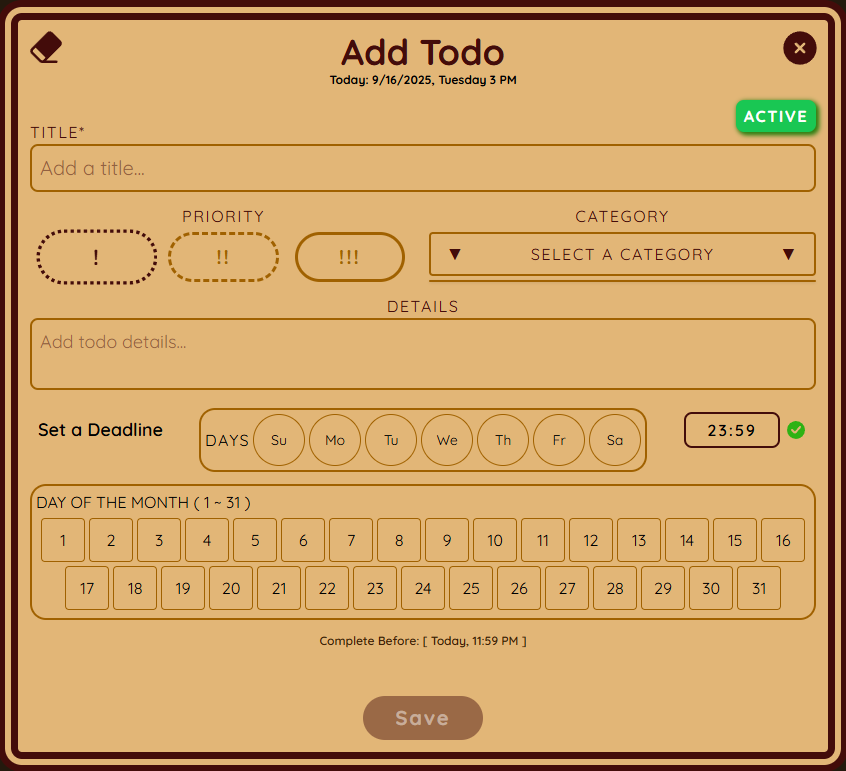 Add Todo
Today: 9/16/2025, Tuesday 3 PM
ACTIVE
TITLE*
Add a title...
PRIORITY
CATEGORY
! !! !!! ▼ SELECT A CATEGORY ▼
DETAILS
Add todo details...
Set a Deadline DAYS Su Mo Tu We Th Fr Sa 23:59
DAY OF THE MONTH ( 1 ~ 31 )
1 2 3 4 5 6 7 8 9 10 11 12 13 14 15 16
17 18 19 20 21 22 23 24 25 26 27 28 29 30 31
Complete Before: [ Today, 11:59 PM ]
Save